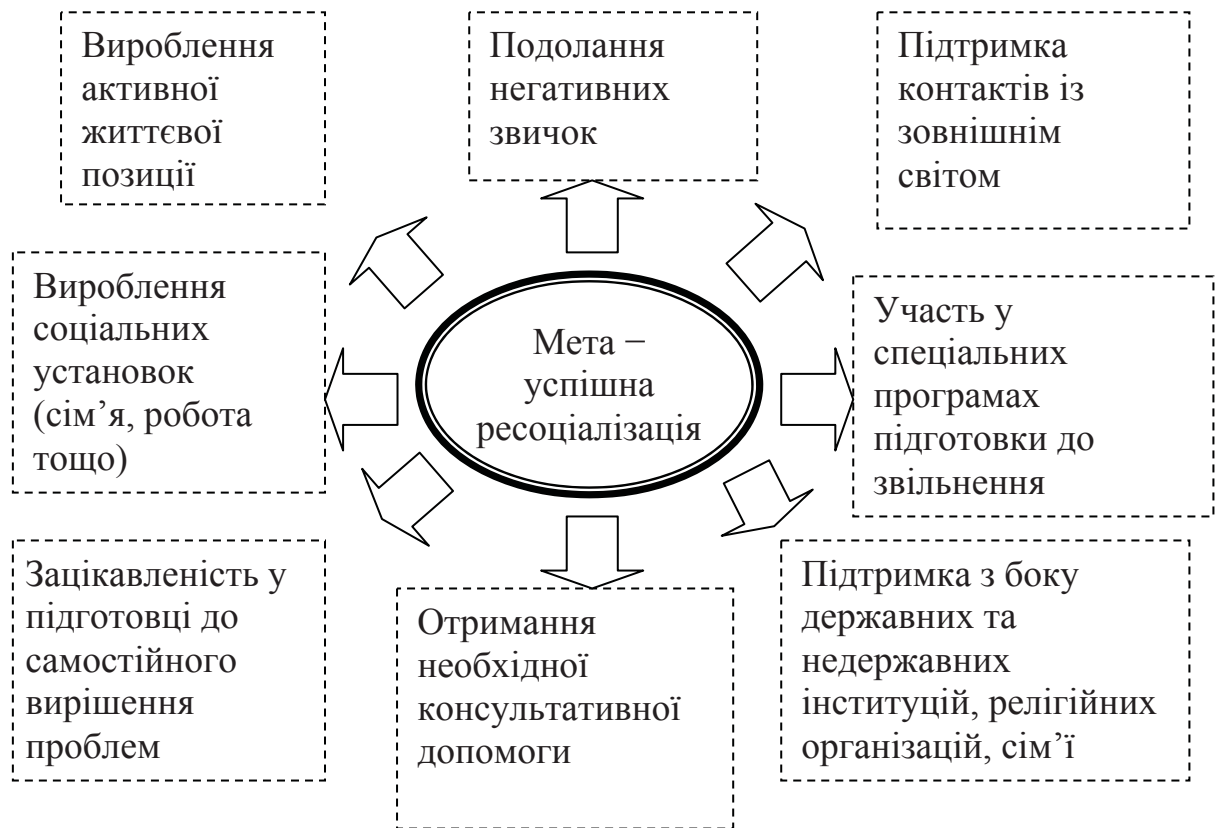 Вироблення
активної
життєвої
позиції
Подолання
негативних
звичок
Підтримка
контактів із
зовнішнім
світом
Вироблення
соціальних
установок
(сім’я, робота
тощо)
Мета −
успішна
ресоціалізація
Участь у
спеціальних
програмах
підготовки до
звільнення
Зацікавленість у
підготовці до
самостійного
вирішення
проблем
Отримання
необхідної
консультативної
допомоги
Підтримка з боку
державних та
недержавних
інституцій, релігійних
організацій, сім’ї